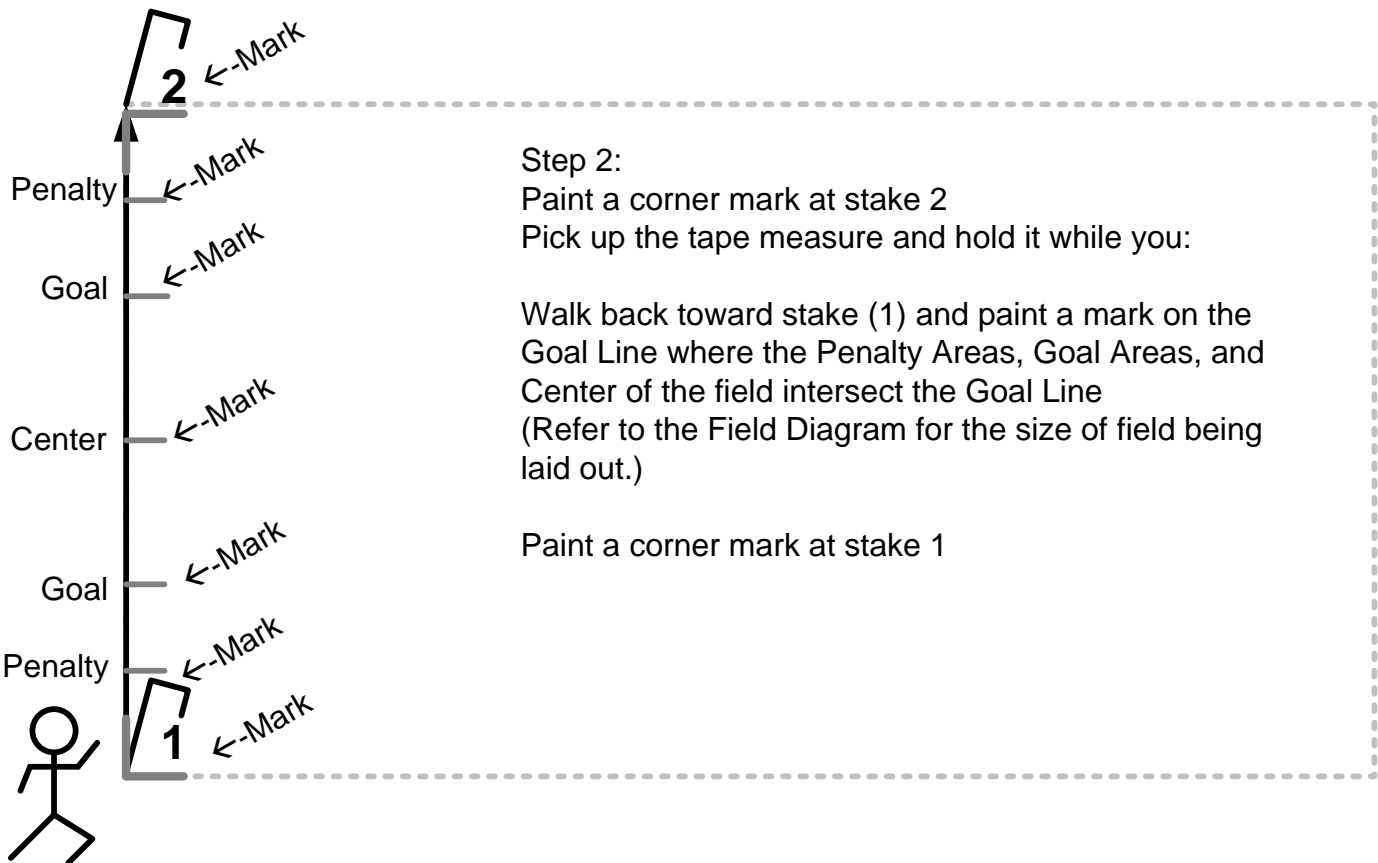 ←-Mark
2
←-Mark
Penalty
←-Mark
Goal
←-Mark
Center
←-Mark
Goal
←-Mark
Penalty
←-Mark
1
Step 2:
Paint a corner mark at stake 2
Pick up the tape measure and hold it while you:
Walk back toward stake (1) and paint a mark on the
Goal Line where the Penalty Areas, Goal Areas, and
Center of the field intersect the Goal Line
(Refer to the Field Diagram for the size of field being
laid out.)
Paint a corner mark at stake 1